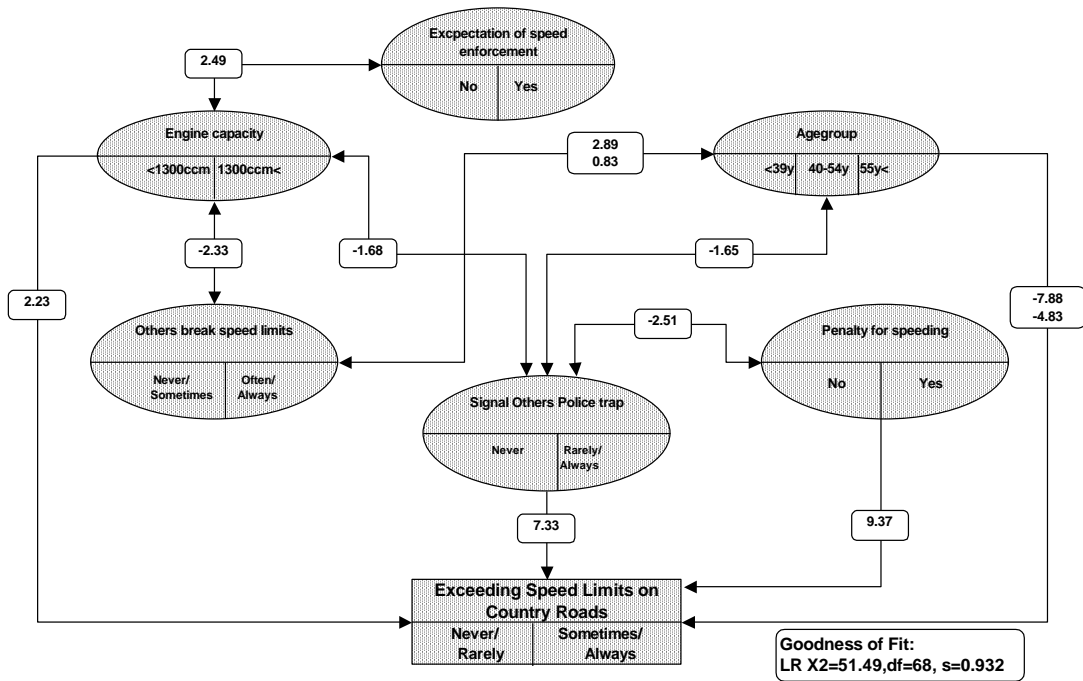 Excpectation of speed
enforcement
No Yes
2.49
Engine capacity
<1300ccm 1300ccm<
2.89
0.83
Agegroup
<39y 40-54y 55y<
-2.33
-1.68
-1.65
2.23
-7.88
-4.83
Others break speed limits
Never/
Sometimes
Often/
Always
-2.51
Penalty for speeding
No Yes
Signal Others Police trap
Never
Rarely/
Always
7.33
9.37
Exceeding Speed Limits on
Country Roads
Never/
Rarely
Sometimes/
Always
Goodness of Fit:
LR X2=51.49,df=68, s=0.932